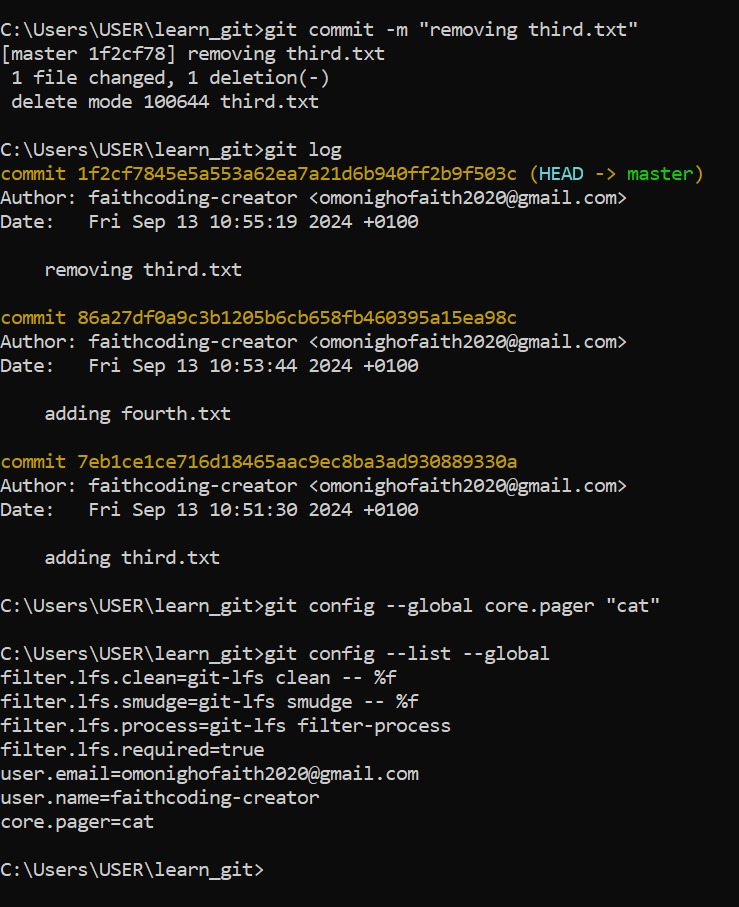 C:\Users\USER\learn_git>git commit -m "removing third.txt"
[master 1f2cf78] removing third.txt
 1 file changed, 1 deletion(-)
 delete mode 100644 third.txt
C:\Users\USER\learn_git>git log
commit 1f2cf7845e5a553a62ea7a21d6b940ff2b9f503c (HEAD -> master)
Author: faithcoding-creator <omonighofaith2020@gmail.com>
Date:   Fri Sep 13 10:55:19 2024 +0100
    removing third.txt
commit 86a27df0a9c3b1205b6cb658fb460395a15ea98c
Author: faithcoding-creator <omonighofaith2020@gmail.com>
Date:   Fri Sep 13 10:53:44 2024 +0100
    adding fourth.txt
commit 7eb1ce1ce716d18465aac9ec8ba3ad930889330a
Author: faithcoding-creator <omonighofaith2020@gmail.com>
Date:   Fri Sep 13 10:51:30 2024 +0100
    adding third.txt
C:\Users\USER\learn_git>git config --global core.pager "cat"
C:\Users\USER\learn_git>git config --list --global
filter.lfs.clean=git-lfs clean -- %f
filter.lfs.smudge=git-lfs smudge -- %f
filter.lfs.process=git-lfs filter-process
filter.lfs.required=true
user.email=omonighofaith2020@gmail.com
user.name=faithcoding-creator
core.pager=cat
C:\Users\USER\learn_git>